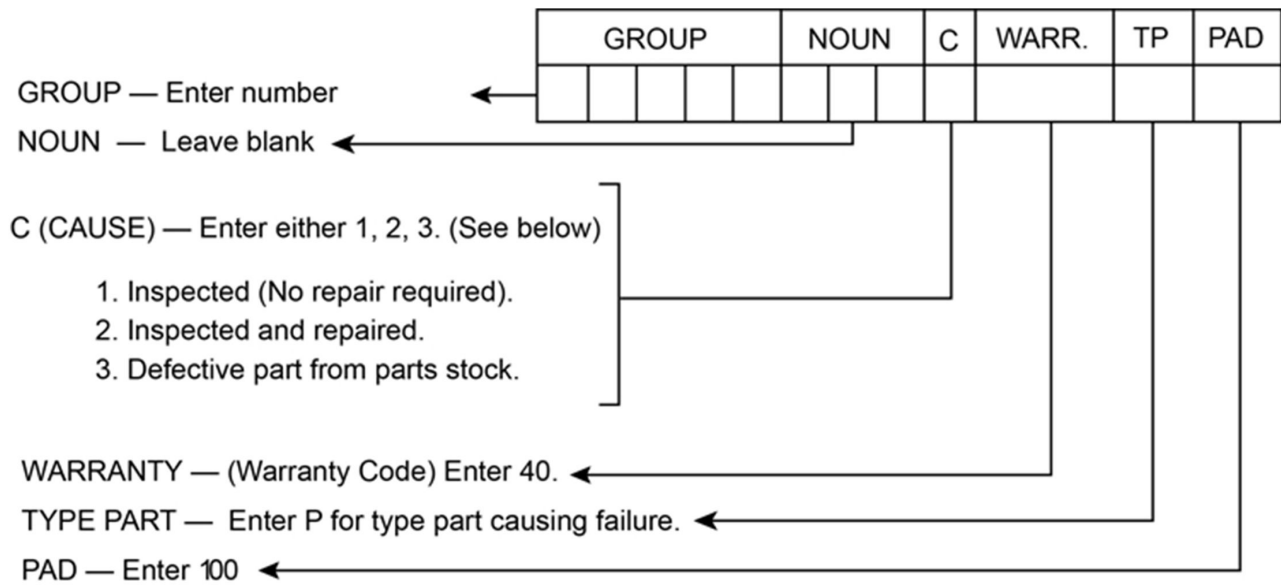 GROUP NOUN C WARR. TP PAD
GROUP — Enter number
NOUN — Leave blank
C (CAUSE) — Enter either 1, 2, 3. (See below)
1. Inspected (No repair required).
2. Inspected and repaired.
3. Defective part from parts stock.
WARRANTY — (Warranty Code) Enter 40.
TYPE PART — Enter P for type part causing failure.
PAD — Enter 100